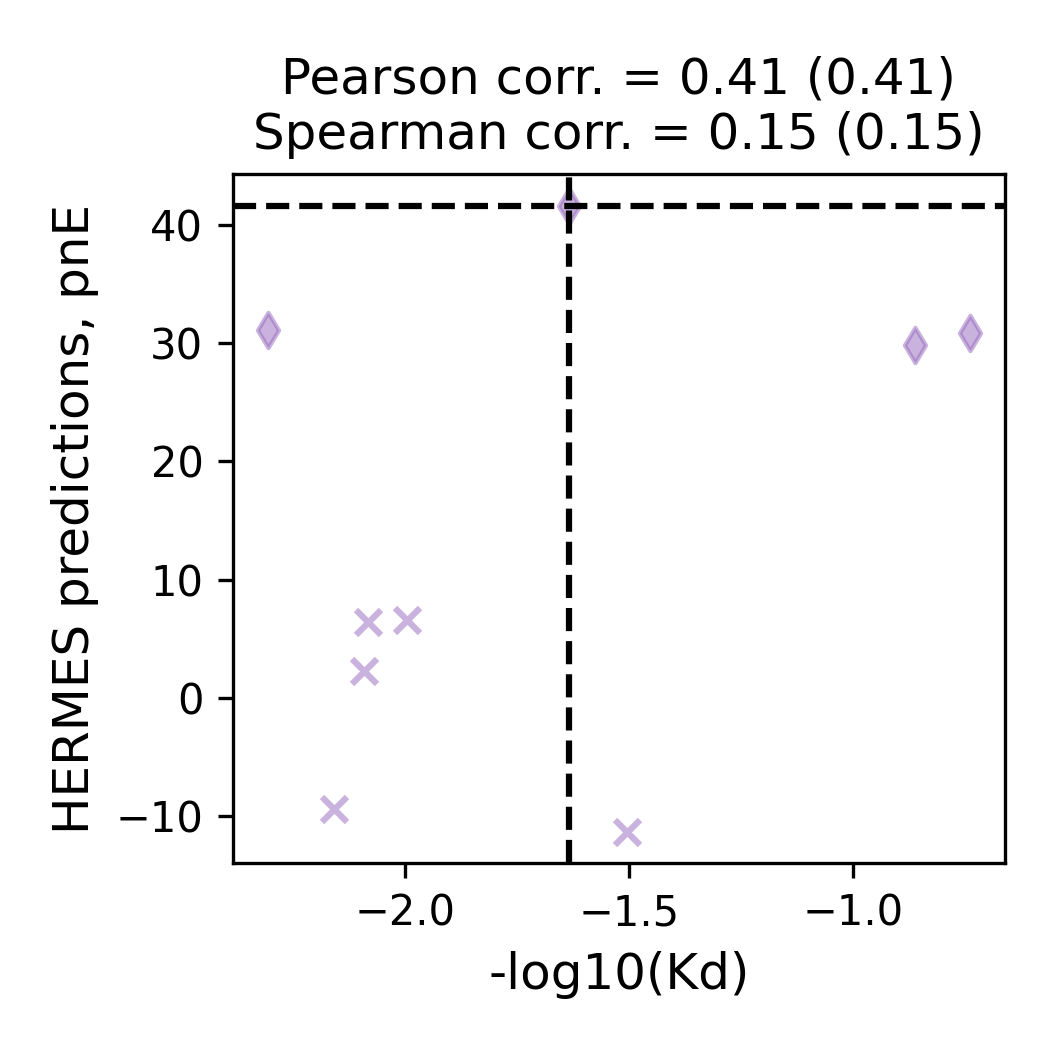 Pearson corr. = 0.41 (0.41)
Spearman corr. = 0.15 (0.15)
HERMES predictions, pnE
40
30
20
10
0
−10
−2.0
−1.5
−1.0
-log10(Kd)